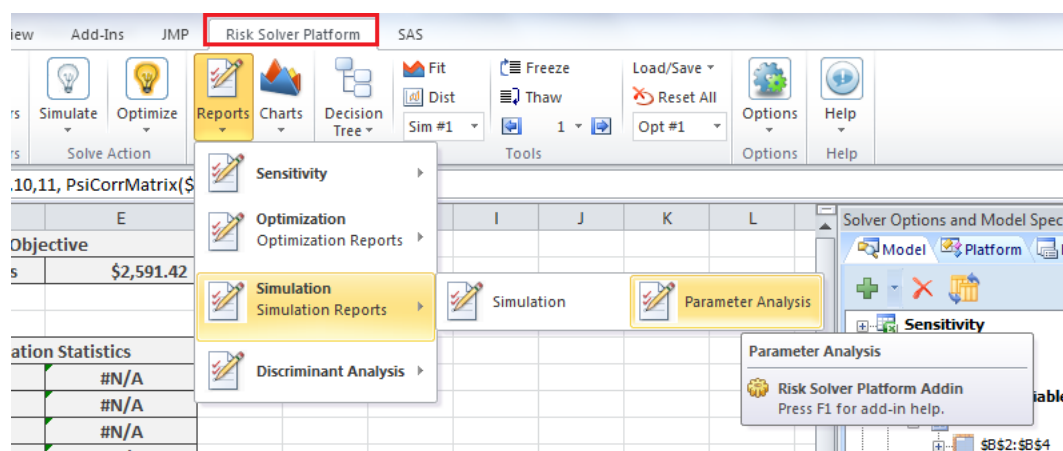 iew Add-Ins JMP Risk Solver Platform SAS
Fit Freeze Load/Save
Dist Thaw Reset All
rs Simulate Optimize Reports Charts Decision Tree Sim #1 1 Opt #1 Options Help
rs Solve Action Tools Options Help
.10,11, PsiCorrMatrix($
E I J K L
Solver Options and Model Spec
Objective
Model Platform
s $2,591.42
Sensitivity
Optimization
Optimization Reports
Simulation
Simulation Reports
Simulation Parameter Analysis
Discriminant Analysis
Sensitivity
ation Statistics
#N/A
#N/A
#N/A
Parameter Analysis
Risk Solver Platform Addin
Press F1 for add-in help.
iable
$B$2:$B$4